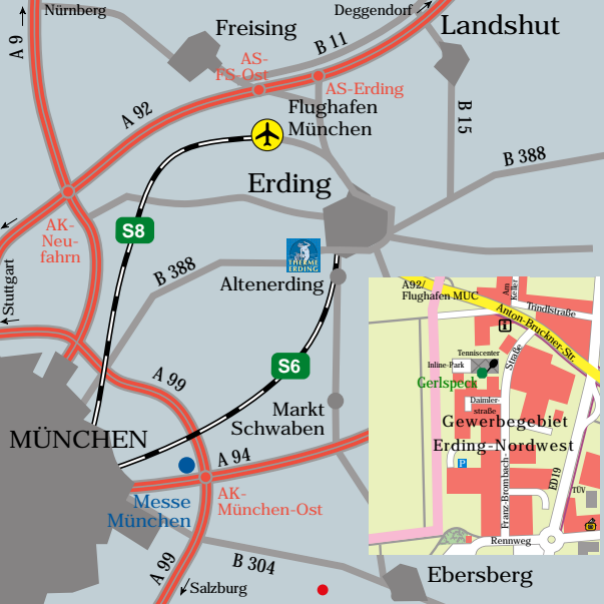 Nürnberg
Deggendorf
A 9
Freising
Landshut
B 11
AS-
FS-Ost
AS-Erding
A 92
Flughafen
München
B 15
B 388
Erding
AK-
Neu-
fahrn
S8
THERME
ERDING
B 388
Altenerding
Stuttgart
S6
A 99
Markt
Schwaben
MÜNCHEN
A 94
Messe
München
AK-
München-Ost
A 99
B 304
Salzburg
Ebersberg
A92/
Flughafen MUC
Am
Keller
Trindlstraße
Anton-Bruckner-Str.
i
Straße
Tenniscenter
Inline-Park
Gerlspeck
Daimler-
straße
Gewerbegebiet
Erding-Nordwest
P
Franz-Brombach-
ED19
TÜV
Rennweg